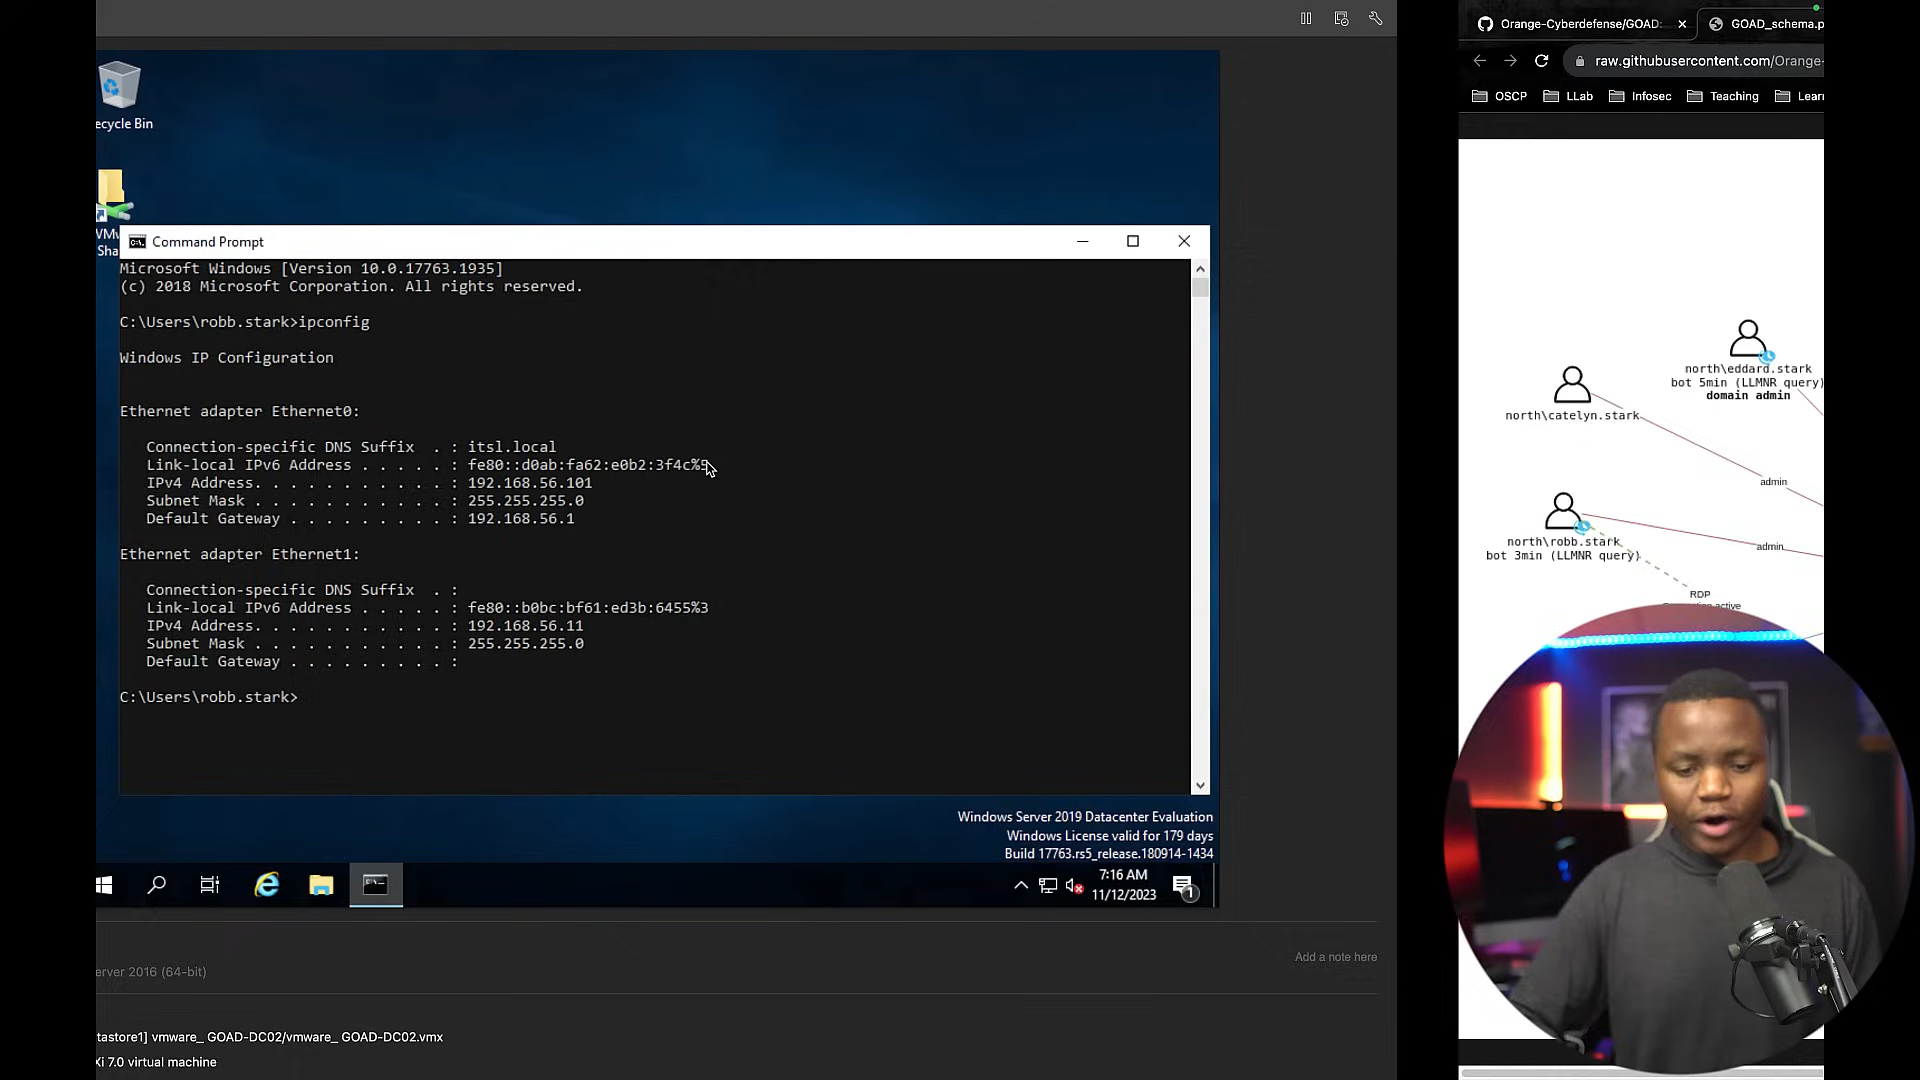 ecycle Bin
VMw
Sha
Command Prompt
Microsoft Windows [Version 10.0.17763.1935]
(c) 2018 Microsoft Corporation. All rights reserved.
C:\Users\robb.stark>ipconfig
Windows IP Configuration
Ethernet adapter Ethernet0:
Connection-specific DNS Suffix . : itsl.local
Link-local IPv6 Address . . . . . : fe80::d0ab:fa62:e0b2:3f4c%5
IPv4 Address. . . . . . . . . . . : 192.168.56.101
Subnet Mask . . . . . . . . . . . : 255.255.255.0
Default Gateway . . . . . . . . . : 192.168.56.1
Ethernet adapter Ethernet1:
Connection-specific DNS Suffix . :
Link-local IPv6 Address . . . . . : fe80::b0bc:bf61:ed3b:6455%3
IPv4 Address. . . . . . . . . . . : 192.168.56.11
Subnet Mask . . . . . . . . . . . : 255.255.255.0
Default Gateway . . . . . . . . . :
C:\Users\robb.stark>
Windows Server 2019 Datacenter Evaluation
Windows License valid for 179 days
Build 17763.rs5_release.180914-1434
7:16 AM
11/12/2023
1
Add a note here
erver 2016 (64-bit)
tastore1] vmware_ GOAD-DC02/vmware_ GOAD-DC02.vmx
Xi 7.0 virtual machine
Orange-Cyberdefense/GOAD:
GOAD_schema.p
raw.githubusercontent.com/Orange-
OSCP
LLab
Infosec
Teaching
Learn
north\eddard.stark
bot 5min (LLMNR query)
domain admin
north\catelyn.stark
admin
north\robb.stark
bot 3min (LLMNR query)
admin
RDP
active